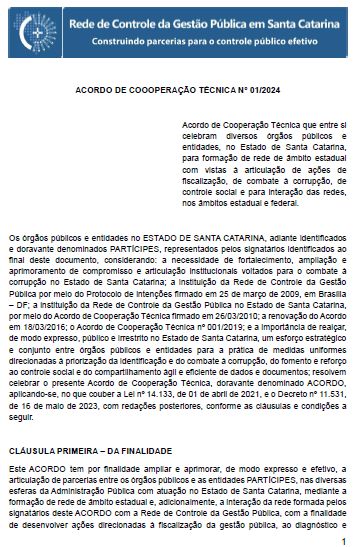 Rede de Controle da Gestão Pública em Santa Catarina
Construindo parcerias para o controle público efetivo
ACORDO DE COOOPERAÇÃO TÉCNICA Nº 01/2024
Acordo de Cooperação Técnica que entre si
celebram diversos órgãos públicos e
entidades, no Estado de Santa Catarina,
para formação de rede de âmbito estadual
com vistas à articulação de ações de
fiscalização, de combate à corrupção, de
controle social e para interação das redes,
nos âmbitos estadual e federal.
Os órgãos públicos e entidades no ESTADO DE SANTA CATARINA, adiante identificados
e doravante denominados PARTÍCIPES, representados pelos signatários identificados ao
final deste documento, considerando: a necessidade de fortalecimento, ampliação e
aprimoramento de compromisso e articulação institucionais voltados para o combate à
corrupção no Estado de Santa Catarina; a instituição da Rede de Controle da Gestão
Pública por meio do Protocolo de Intenções firmado em 25 de março de 2009, em Brasília
– DF; a instituição da Rede de Controle da Gestão Pública no Estado de Santa Catarina,
por meio do Acordo de Cooperação Técnica firmado em 26/03/2010; a renovação do Acordo
em 18/03/2016; o Acordo de Cooperação Técnica nº 001/2019; e a importância de realçar,
de modo expresso, público e irrestrito no Estado de Santa Catarina, um esforço estratégico
e conjunto entre órgãos públicos e entidades para a prática de medidas uniformes
direcionadas à priorização da identificação e do combate à corrupção, do fomento e reforço
ao controle social e do compartilhamento ágil e eficiente de dados e documentos; resolvem
celebrar o presente Acordo de Cooperação Técnica, doravante denominado ACORDO,
aplicando-se, no que couber a Lei nº 14.133, de 01 de abril de 2021, e o Decreto nº 11.531,
de 16 de maio de 2023, com redações posteriores, conforme as cláusulas e condições a
seguir.
CLÁUSULA PRIMEIRA – DA FINALIDADE
Este ACORDO tem por finalidade ampliar e aprimorar, de modo expresso e efetivo, a
articulação de parcerias entre os órgãos públicos e as entidades PARTÍCIPES, nas diversas
esferas da Administração Pública com atuação no Estado de Santa Catarina, mediante a
formação de rede de âmbito estadual e, adicionalmente, a interação da rede formada pelos
signatários deste ACORDO com a Rede de Controle da Gestão Pública, com a finalidade
de desenvolver ações direcionadas à fiscalização da gestão pública, ao diagnóstico e
1